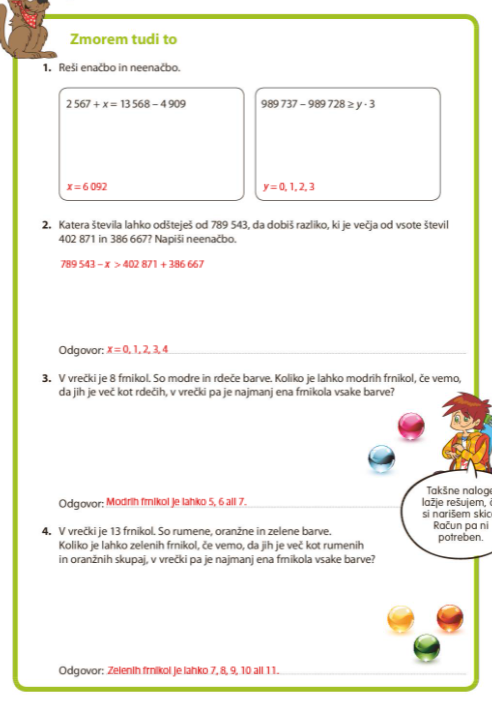 Zmorem tudi to
1. Reši enačbo in neenačbo.
2 567 + x = 13 568 – 4 909
989 737 – 989 728 ≥ y · 3
x = 6 092
y = 0, 1, 2, 3
2. Katera števila lahko odšteješ od 789 543, da dobiš razliko, ki je večja od vsote števil
402 871 in 386 667? Napiši neenačbo.
789 543 – x > 402 871 + 386 667
Odgovor: x = 0, 1, 2, 3, 4
3. V vrečki je 8 frnikol. So modre in rdeče barve. Koliko je lahko modrih frnikol, če vemo,
da jih je več kot rdečih, v vrečki pa je najmanj ena frnikola vsake barve?
Odgovor: Modrih frnikol je lahko 5, 6 ali 7.
Takšne naloge
lažje rešujem, č
si narišem skic
Račun pa ni
potreben.
4. V vrečki je 13 frnikol. So rumene, oranžne in zelene barve.
Koliko je lahko zelenih frnikol, če vemo, da jih je več kot rumenih
in oranžnih skupaj, v vrečki pa je najmanj ena frnikola vsake barve?
Odgovor: Zelenih frnikol je lahko 7, 8, 9, 10 ali 11.